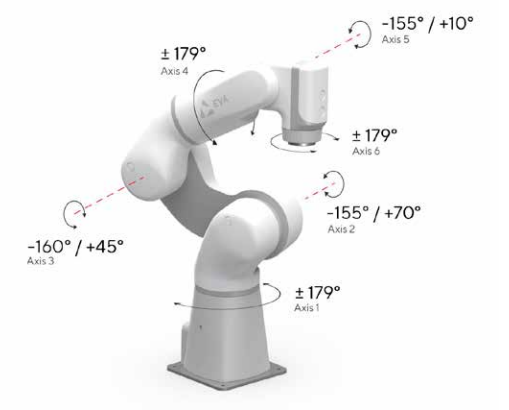 -155° / +10°
Axis 5
± 179°
Axis 4
EVA
± 179°
Axis 6
-155° / +70°
Axis 2
-160° / +45°
Axis 3
± 179°
Axis 1